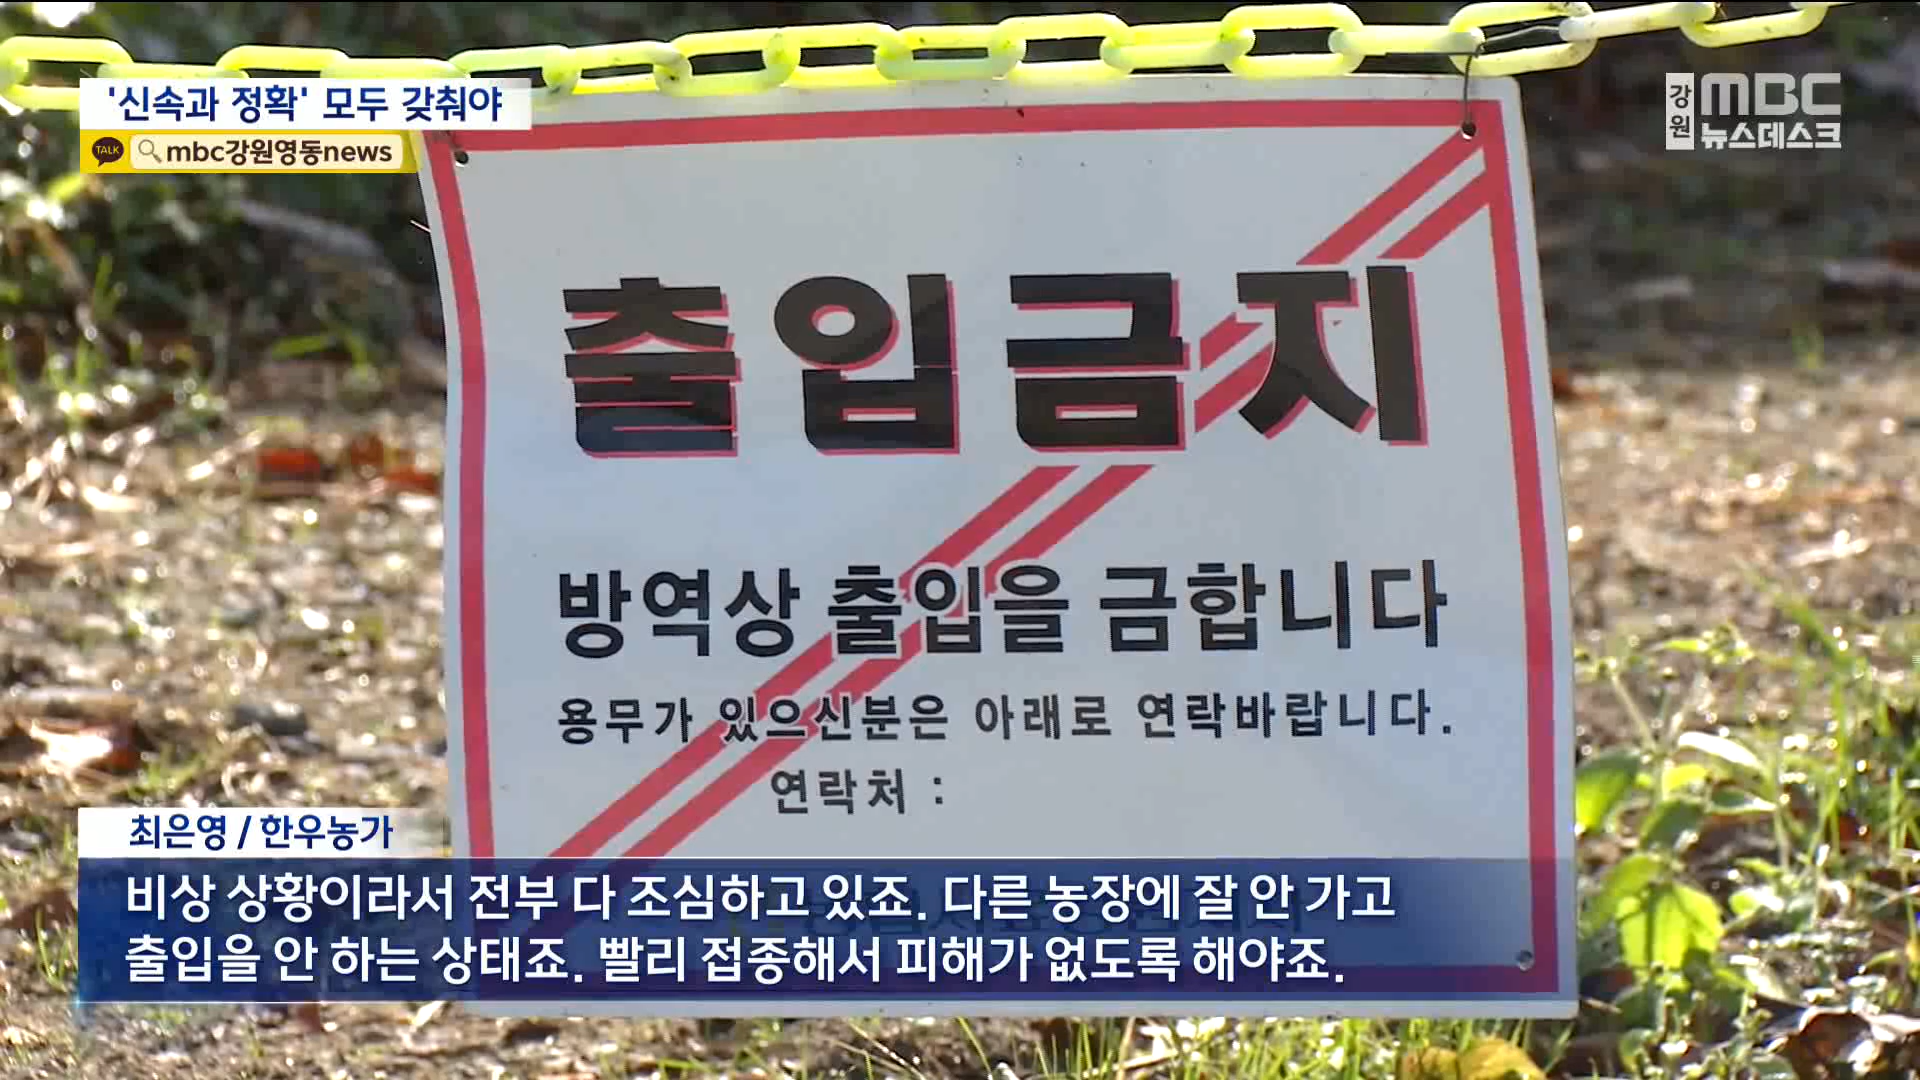 '신속과 정확' 모두 갖춰야
TALK
mbc강원영동news
강원
MBC
뉴스데스크
출입금지
방역상 출입을 금합니다
용무가 있으신분은 아래로 연락바랍니다.
연락처 :
최은영 / 한우농가
비상 상황이라서 전부 다 조심하고 있죠. 다른 농장에 잘 안 가고
출입을 안 하는 상태죠. 빨리 접종해서 피해가 없도록 해야죠.